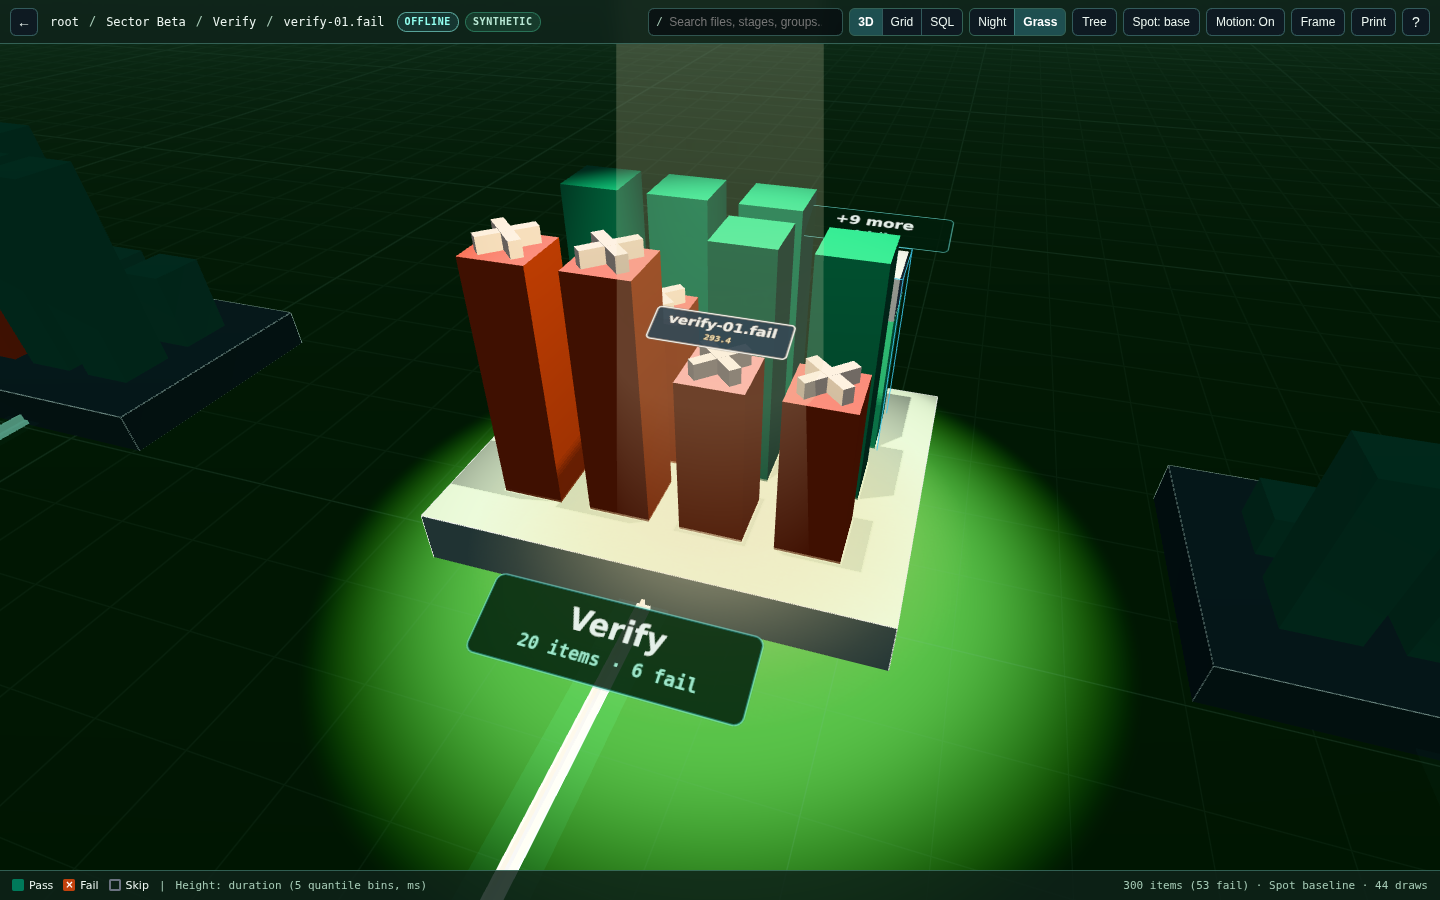 ← root / Sector Beta / Verify / verify-01.fail OFFLINE SYNTHETIC / Search files, stages, groups. 3D Grid SQL Night Grass Tree Spot: base Motion: On Frame Print ?
+9 more
verify-01.fail
293.4
Verify
20 items · 6 fail
Pass Fail Skip | Height: duration (5 quantile bins, ms) 300 items (53 fail) · Spot baseline · 44 draws